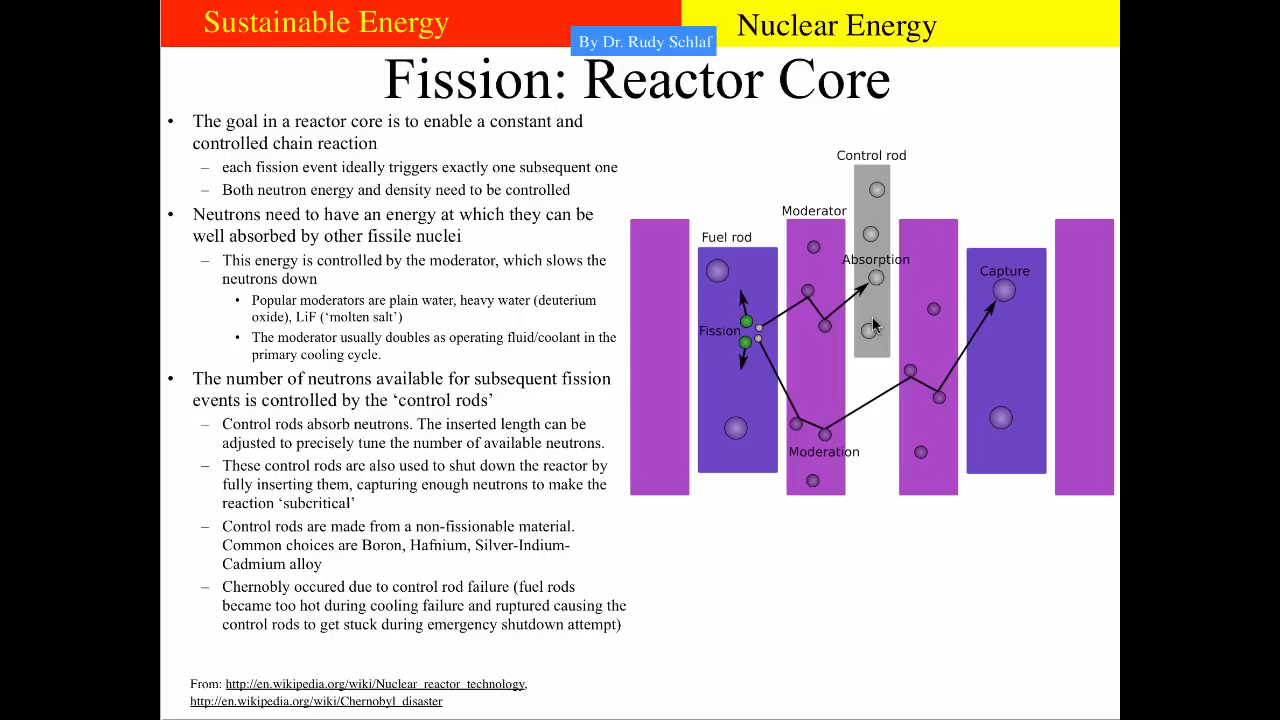 Sustainable Energy
Nuclear Energy
By Dr. Rudy Schlaf
Fission: Reactor Core
• The goal in a reactor core is to enable a constant and
controlled chain reaction
– each fission event ideally triggers exactly one subsequent one
– Both neutron energy and density need to be controlled
• Neutrons need to have an energy at which they can be
well absorbed by other fissile nuclei
– This energy is controlled by the moderator, which slows the
neutrons down
• Popular moderators are plain water, heavy water (deuterium
oxide), LiF (‘molten salt’)
• The moderator usually doubles as operating fluid/coolant in the
primary cooling cycle.
• The number of neutrons available for subsequent fission
events is controlled by the ‘control rods’
– Control rods absorb neutrons. The inserted length can be
adjusted to precisely tune the number of available neutrons.
– These control rods are also used to shut down the reactor by
fully inserting them, capturing enough neutrons to make the
reaction ‘subcritical’
– Control rods are made from a non-fissionable material.
Common choices are Boron, Hafnium, Silver-Indium-
Cadmium alloy
– Chernobly occured due to control rod failure (fuel rods
became too hot during cooling failure and ruptured causing the
control rods to get stuck during emergency shutdown attempt)
From: http://en.wikipedia.org/wiki/Nuclear_reactor_technology,
http://en.wikipedia.org/wiki/Chernobyl_disaster
Control rod
Moderator
Fuel rod
Absorption
Capture
Fission
Moderation